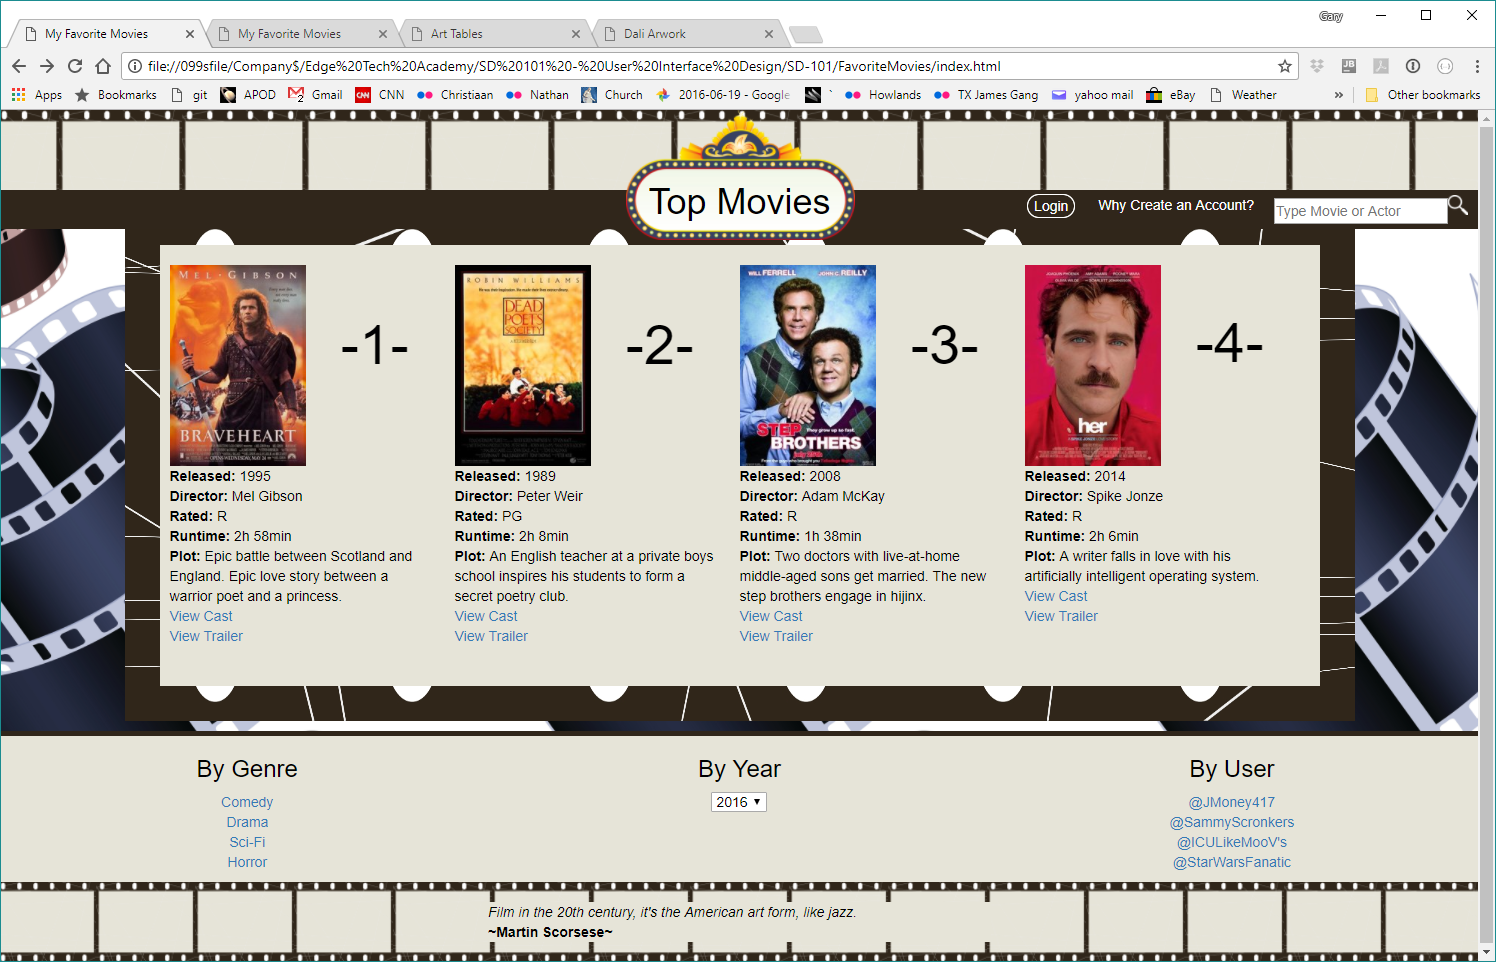 Gary
My Favorite Movies
My Favorite Movies
Art Tables
Dali Arwork
file://099sfile/Company$/Edge%20Tech%20Academy/SD%20101%20-%20User%20Interface%20Design/SD-101/FavoriteMovies/index.html
Apps Bookmarks git APOD Gmail CNN Christiaan Nathan Church 2016-06-19 - Google ` Howlands TX James Gang yahoo mail eBay Weather » Other bookmarks
Top Movies
Login Why Create an Account? Type Movie or Actor
MEL GIBSON
BRAVEHEART
-1-
Released: 1995
Director: Mel Gibson
Rated: R
Runtime: 2h 58min
Plot: Epic battle between Scotland and
England. Epic love story between a
warrior poet and a princess.
View Cast
View Trailer
ROBIN WILLIAMS
DEAD
POETS
SOCIETY
-2-
Released: 1989
Director: Peter Weir
Rated: PG
Runtime: 2h 8min
Plot: An English teacher at a private boys
school inspires his students to form a
secret poetry club.
View Cast
View Trailer
WILL FERRELL JOHN C. REILLY
STEP They grow up so fast.
BROTHERS
July 25th
-3-
Released: 2008
Director: Adam McKay
Rated: R
Runtime: 1h 38min
Plot: Two doctors with live-at-home
middle-aged sons get married. The new
step brothers engage in hijinx.
View Cast
View Trailer
her
-4-
Released: 2014
Director: Spike Jonze
Rated: R
Runtime: 2h 6min
Plot: A writer falls in love with his
artificially intelligent operating system.
View Cast
View Trailer
By Genre
Comedy
Drama
Sci-Fi
Horror
By Year
2016
By User
@JMoney417
@SammyScronkers
@ICULikeMooV's
@StarWarsFanatic
Film in the 20th century, it's the American art form, like jazz.
~Martin Scorsese~